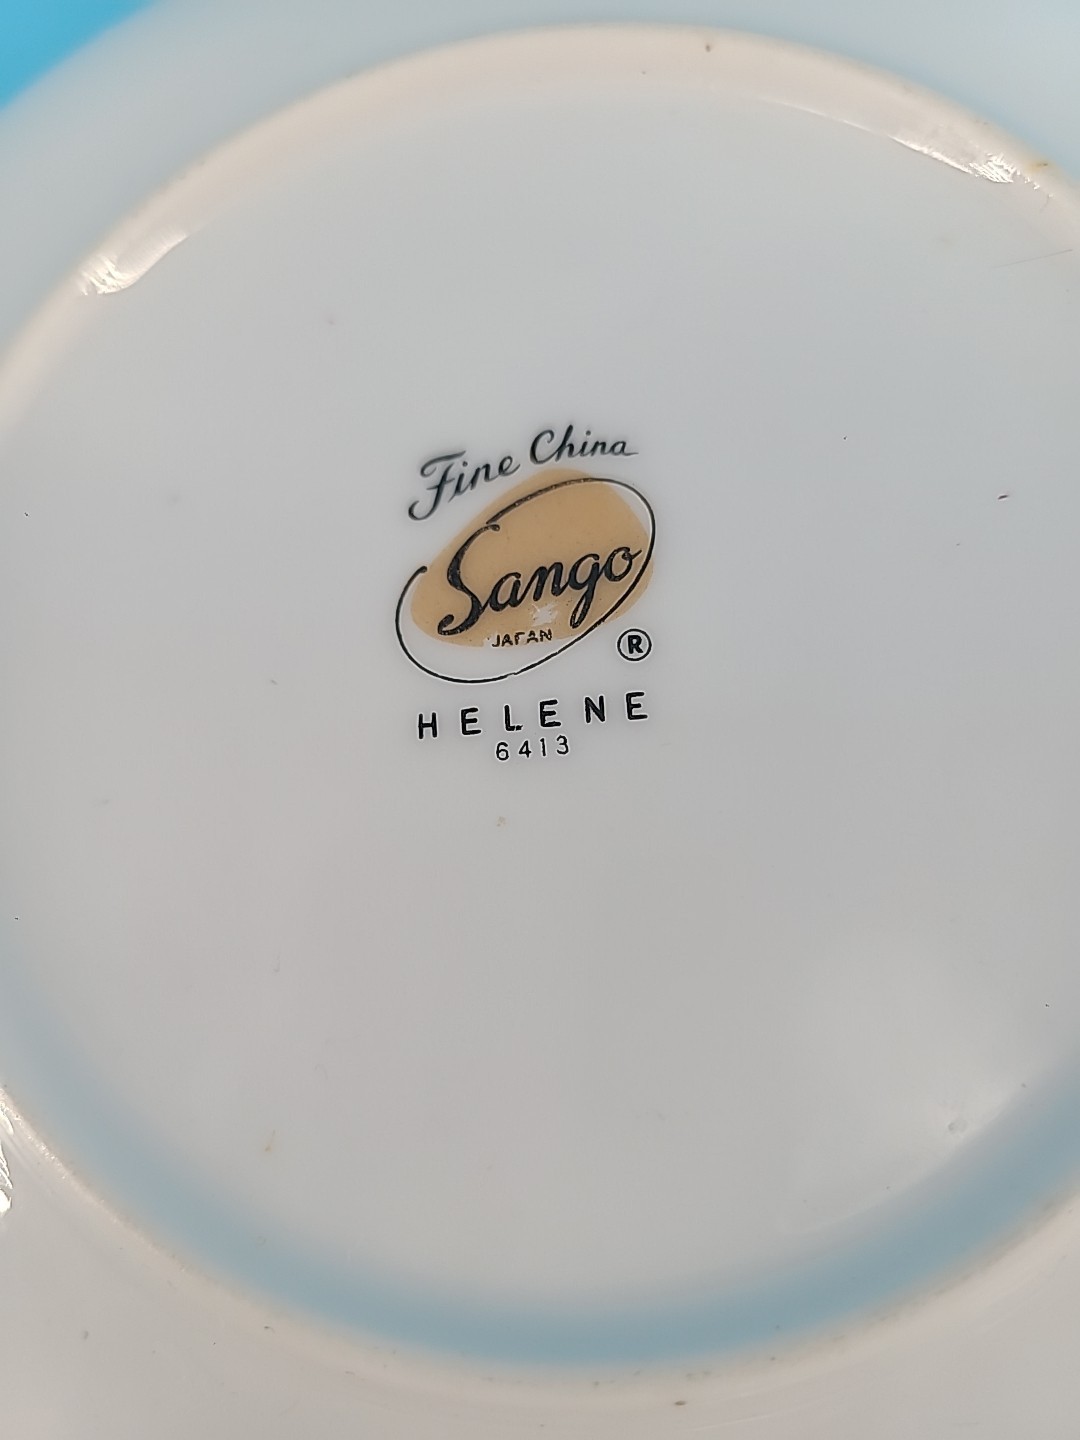 Fine China
Sango
JAPAN
®
HELENE
6413